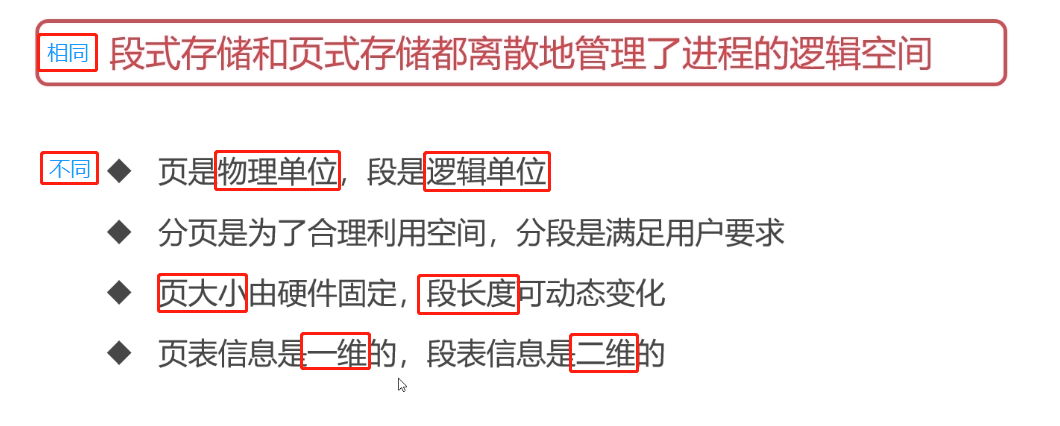 相同 段式存储和页式存储都离散地管理了进程的逻辑空间
不同 ◆ 页是物理单位，段是逻辑单位
◆ 分页是为了合理利用空间，分段是满足用户要求
◆ 页大小由硬件固定，段长度可动态变化
◆ 页表信息是一维的，段表信息是二维的